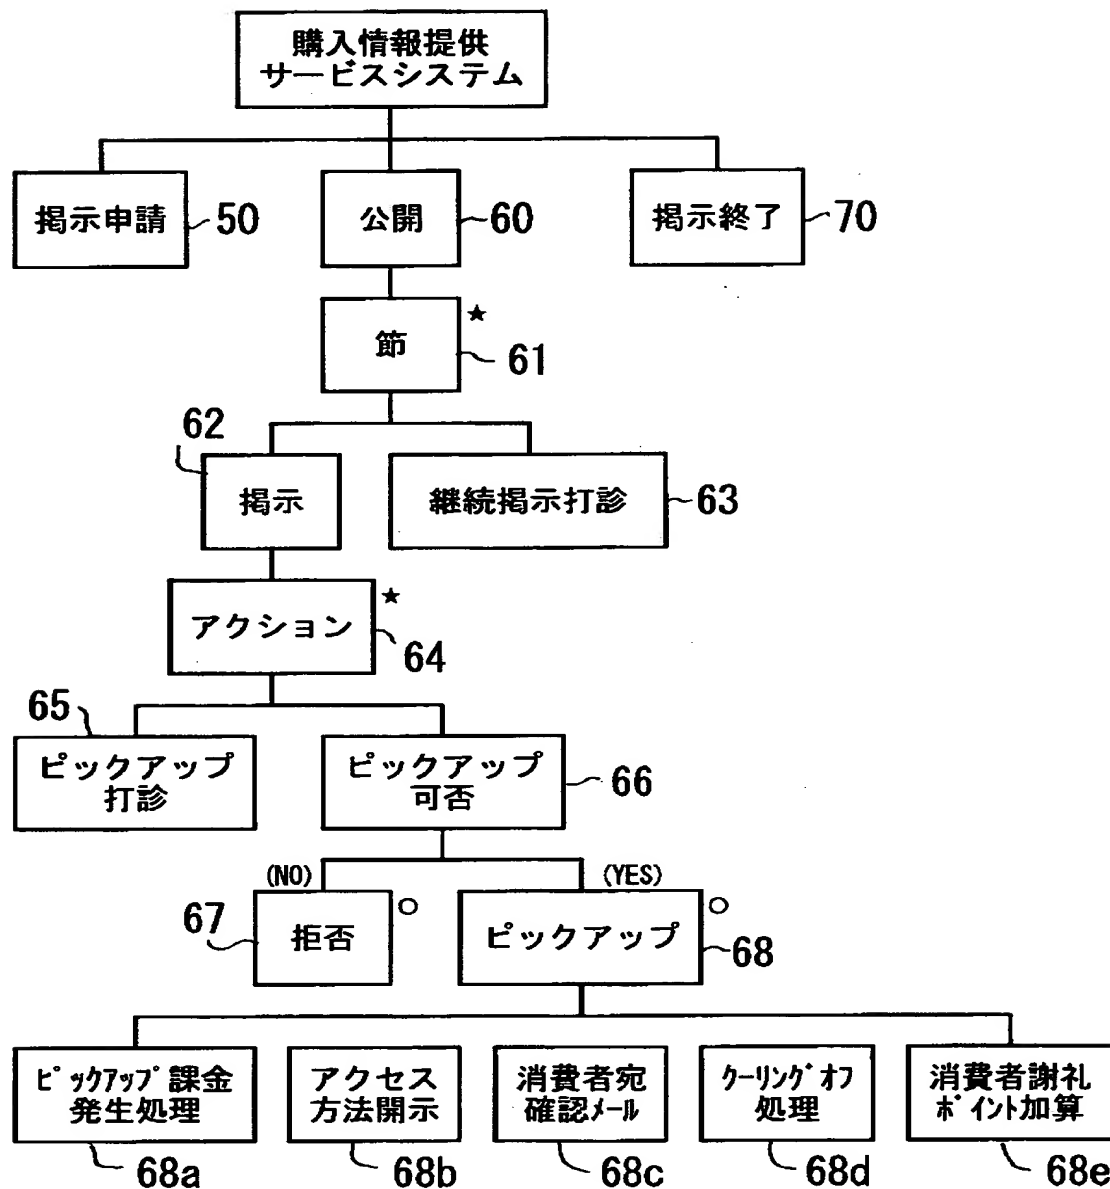 購入情報提供
サービスシステム
掲示申請
50
公開
60
掲示終了
70
節
★
61
62
掲示
継続掲示打診
63
アクション
★
64
65
ピックアップ
打診
ピックアップ
可否
66
(NO)
(YES)
67
拒否
○
ピックアップ
○
68
ﾋﾟｯｸｱｯﾌﾟ課金
発生処理
アクセス
方法開示
消費者宛
確認ﾒｰﾙ
ｸｰﾘﾝｸﾞｵﾌ
処理
消費者謝礼
ﾎﾟｲﾝﾄ加算
68a
68b
68c
68d
68e